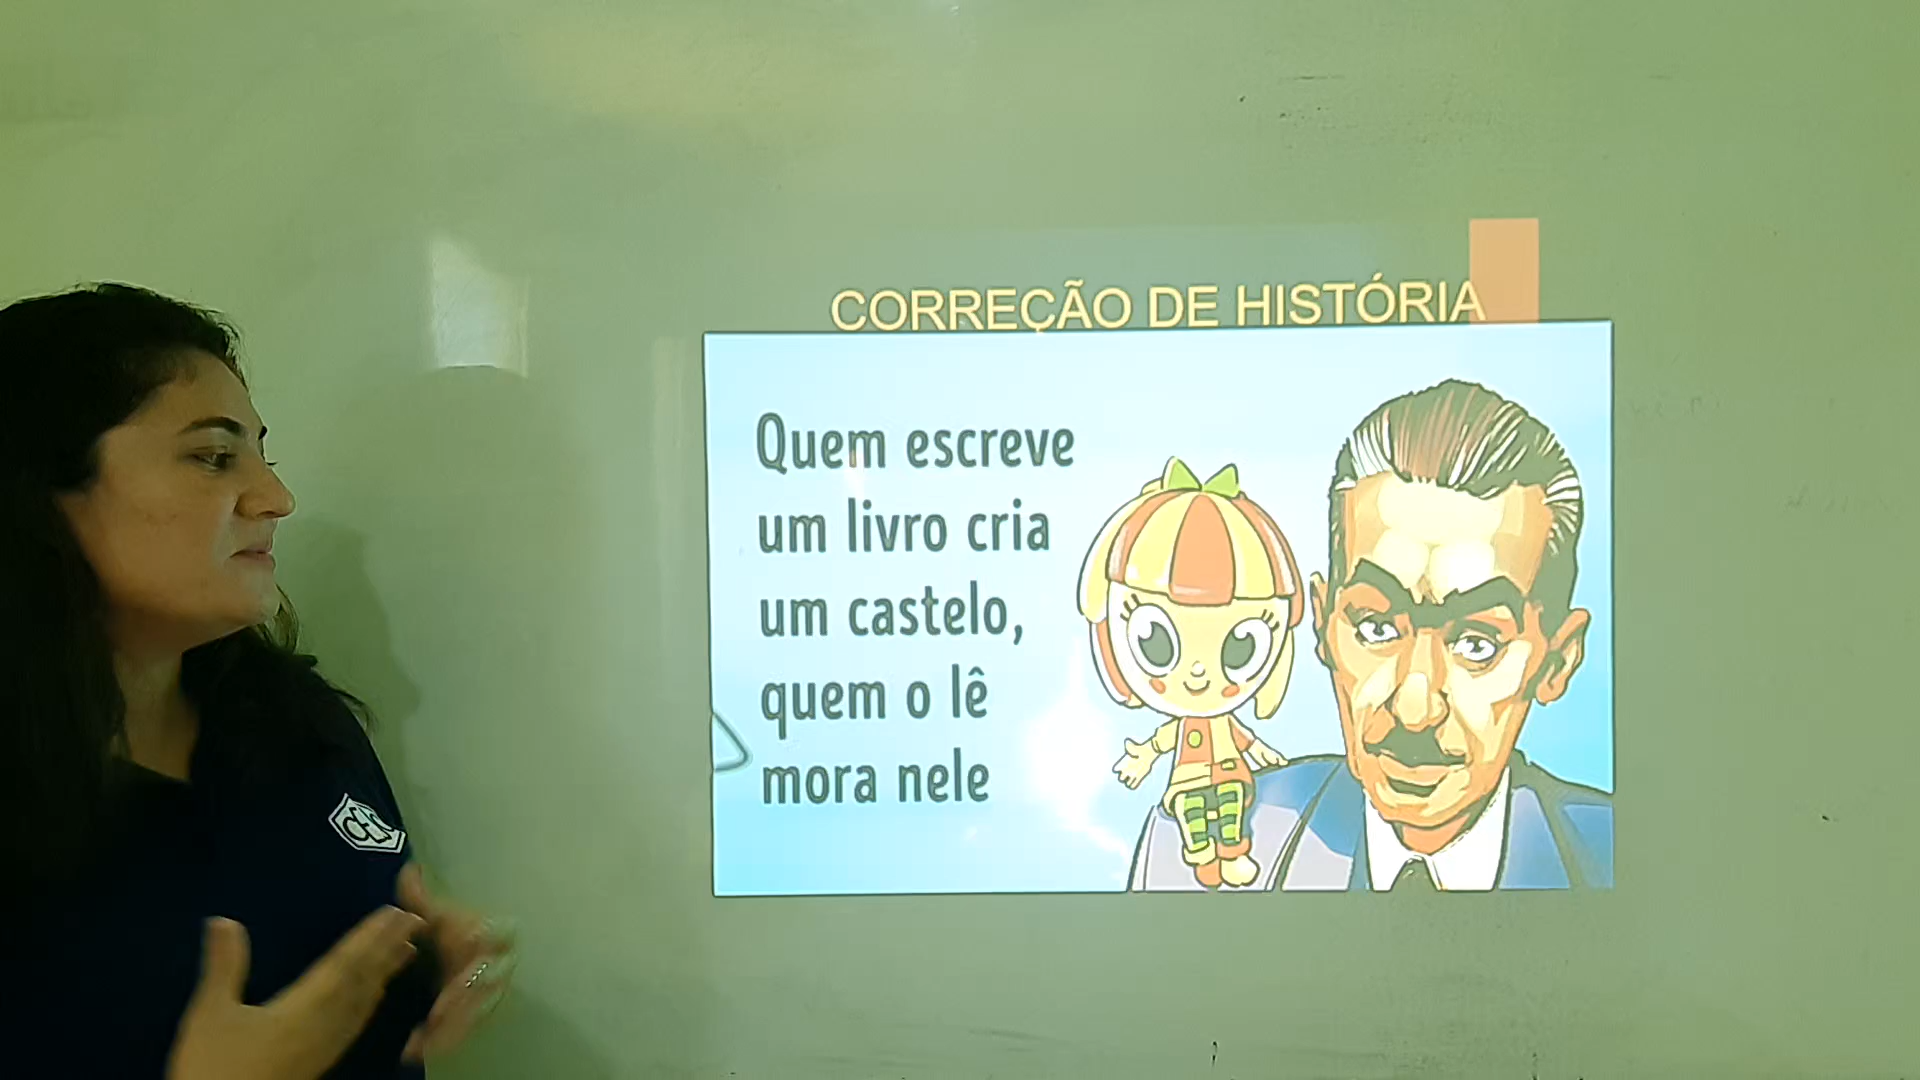 CORREÇÃO DE HISTÓRIA
Quem escreve
um livro cria
um castelo,
quem o lê
mora nele